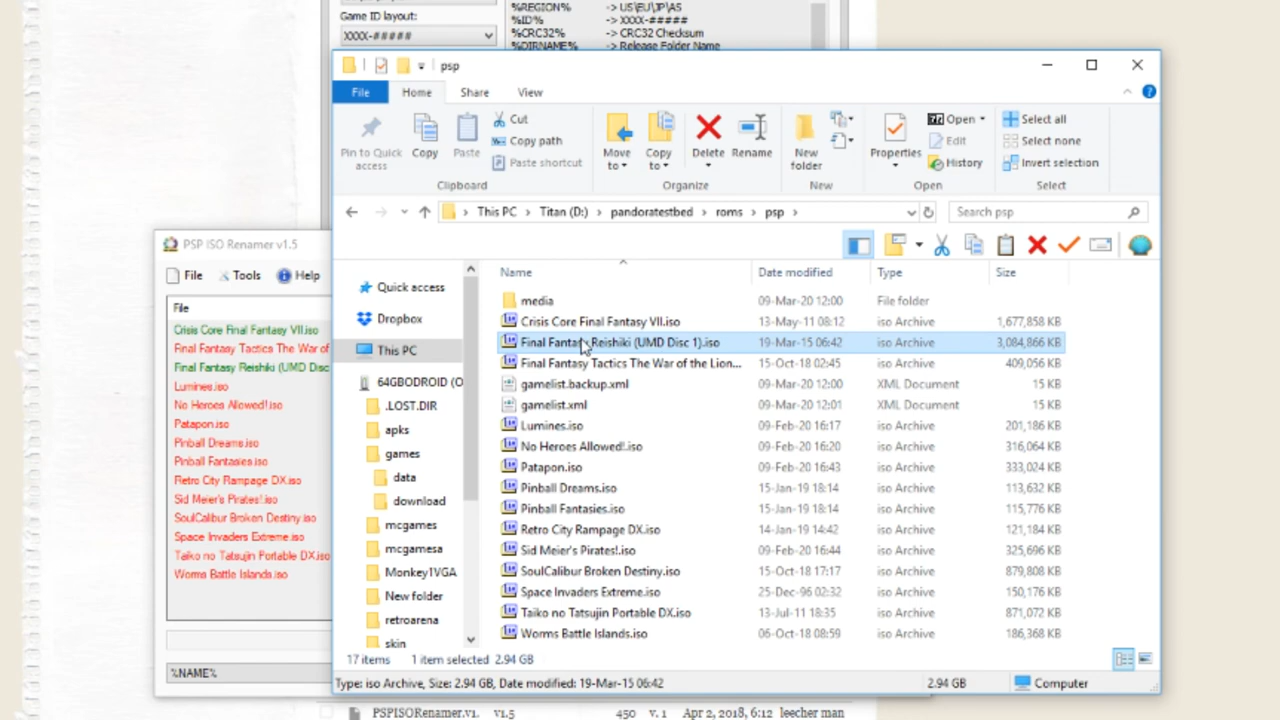 Game ID layout:
XXXX-#####
%REGION% -> US\EU\JP\AS
%ID% -> XXXX-#####
%CRC32% -> CRC32 Checksum
%DIRNAME% -> Release Folder Name
psp
File Home Share View
Pin to Quick access
Copy
Paste
Cut
Copy path
Paste shortcut
Clipboard
Move to
Copy to
Delete
Rename
Organize
New folder
New
Properties
Open
Edit
History
Open
Select all
Select none
Invert selection
Select
This PC > Titan (D:) > pandoratestbed > roms > psp >
Search psp
PSP ISO Renamer v1.5
File Tools Help
File
Crisis Core Final Fantasy VII.iso
Final Fantasy Tactics The War of
Final Fantasy Reishiki (UMD Disc
Lumines.iso
No Heroes Allowed!.iso
Patapon.iso
Pinball Dreams.iso
Pinball Fantasies.iso
Retro City Rampage DX.iso
Sid Meier's Pirates!.iso
SoulCalibur Broken Destiny.iso
Space Invaders Extreme.iso
Taiko no Tatsujin Portable DX.iso
Worms Battle Islands.iso
%NAME%
Quick access
Dropbox
This PC
64GBODROID (O
.LOST.DIR
apks
games
data
download
mcgames
mcgamesa
Monkey1VGA
New folder
retroarena
skin
Name Date modified Type Size
media 09-Mar-20 12:00 File folder
Crisis Core Final Fantasy VII.iso 13-May-11 08:12 iso Archive 1,677,858 KB
Final Fantasy Reishiki (UMD Disc 1).iso 19-Mar-15 06:42 iso Archive 3,084,866 KB
Final Fantasy Tactics The War of the Lion... 15-Oct-18 02:45 iso Archive 409,056 KB
gamelist.backup.xml 09-Mar-20 12:00 XML Document 15 KB
gamelist.xml 09-Mar-20 12:01 XML Document 15 KB
Lumines.iso 09-Feb-20 16:17 iso Archive 201,186 KB
No Heroes Allowed!.iso 09-Feb-20 16:20 iso Archive 316,064 KB
Patapon.iso 09-Feb-20 16:43 iso Archive 333,024 KB
Pinball Dreams.iso 15-Jan-19 18:14 iso Archive 113,632 KB
Pinball Fantasies.iso 15-Jan-19 18:14 iso Archive 115,776 KB
Retro City Rampage DX.iso 14-Jan-19 14:42 iso Archive 121,184 KB
Sid Meier's Pirates!.iso 09-Feb-20 16:44 iso Archive 325,696 KB
SoulCalibur Broken Destiny.iso 15-Oct-18 17:17 iso Archive 879,808 KB
Space Invaders Extreme.iso 25-Dec-96 02:32 iso Archive 150,176 KB
Taiko no Tatsujin Portable DX.iso 13-Jul-11 18:35 iso Archive 871,072 KB
Worms Battle Islands.iso 06-Oct-18 08:59 iso Archive 186,368 KB
17 items 1 item selected 2.94 GB
Type: iso Archive, Size: 2.94 GB, Date modified: 19-Mar-15 06:42 2.94 GB Computer
PSPISORenamer.v1. v1.5 450 v. 1 Apr 2, 2018, 6:12 leecher man